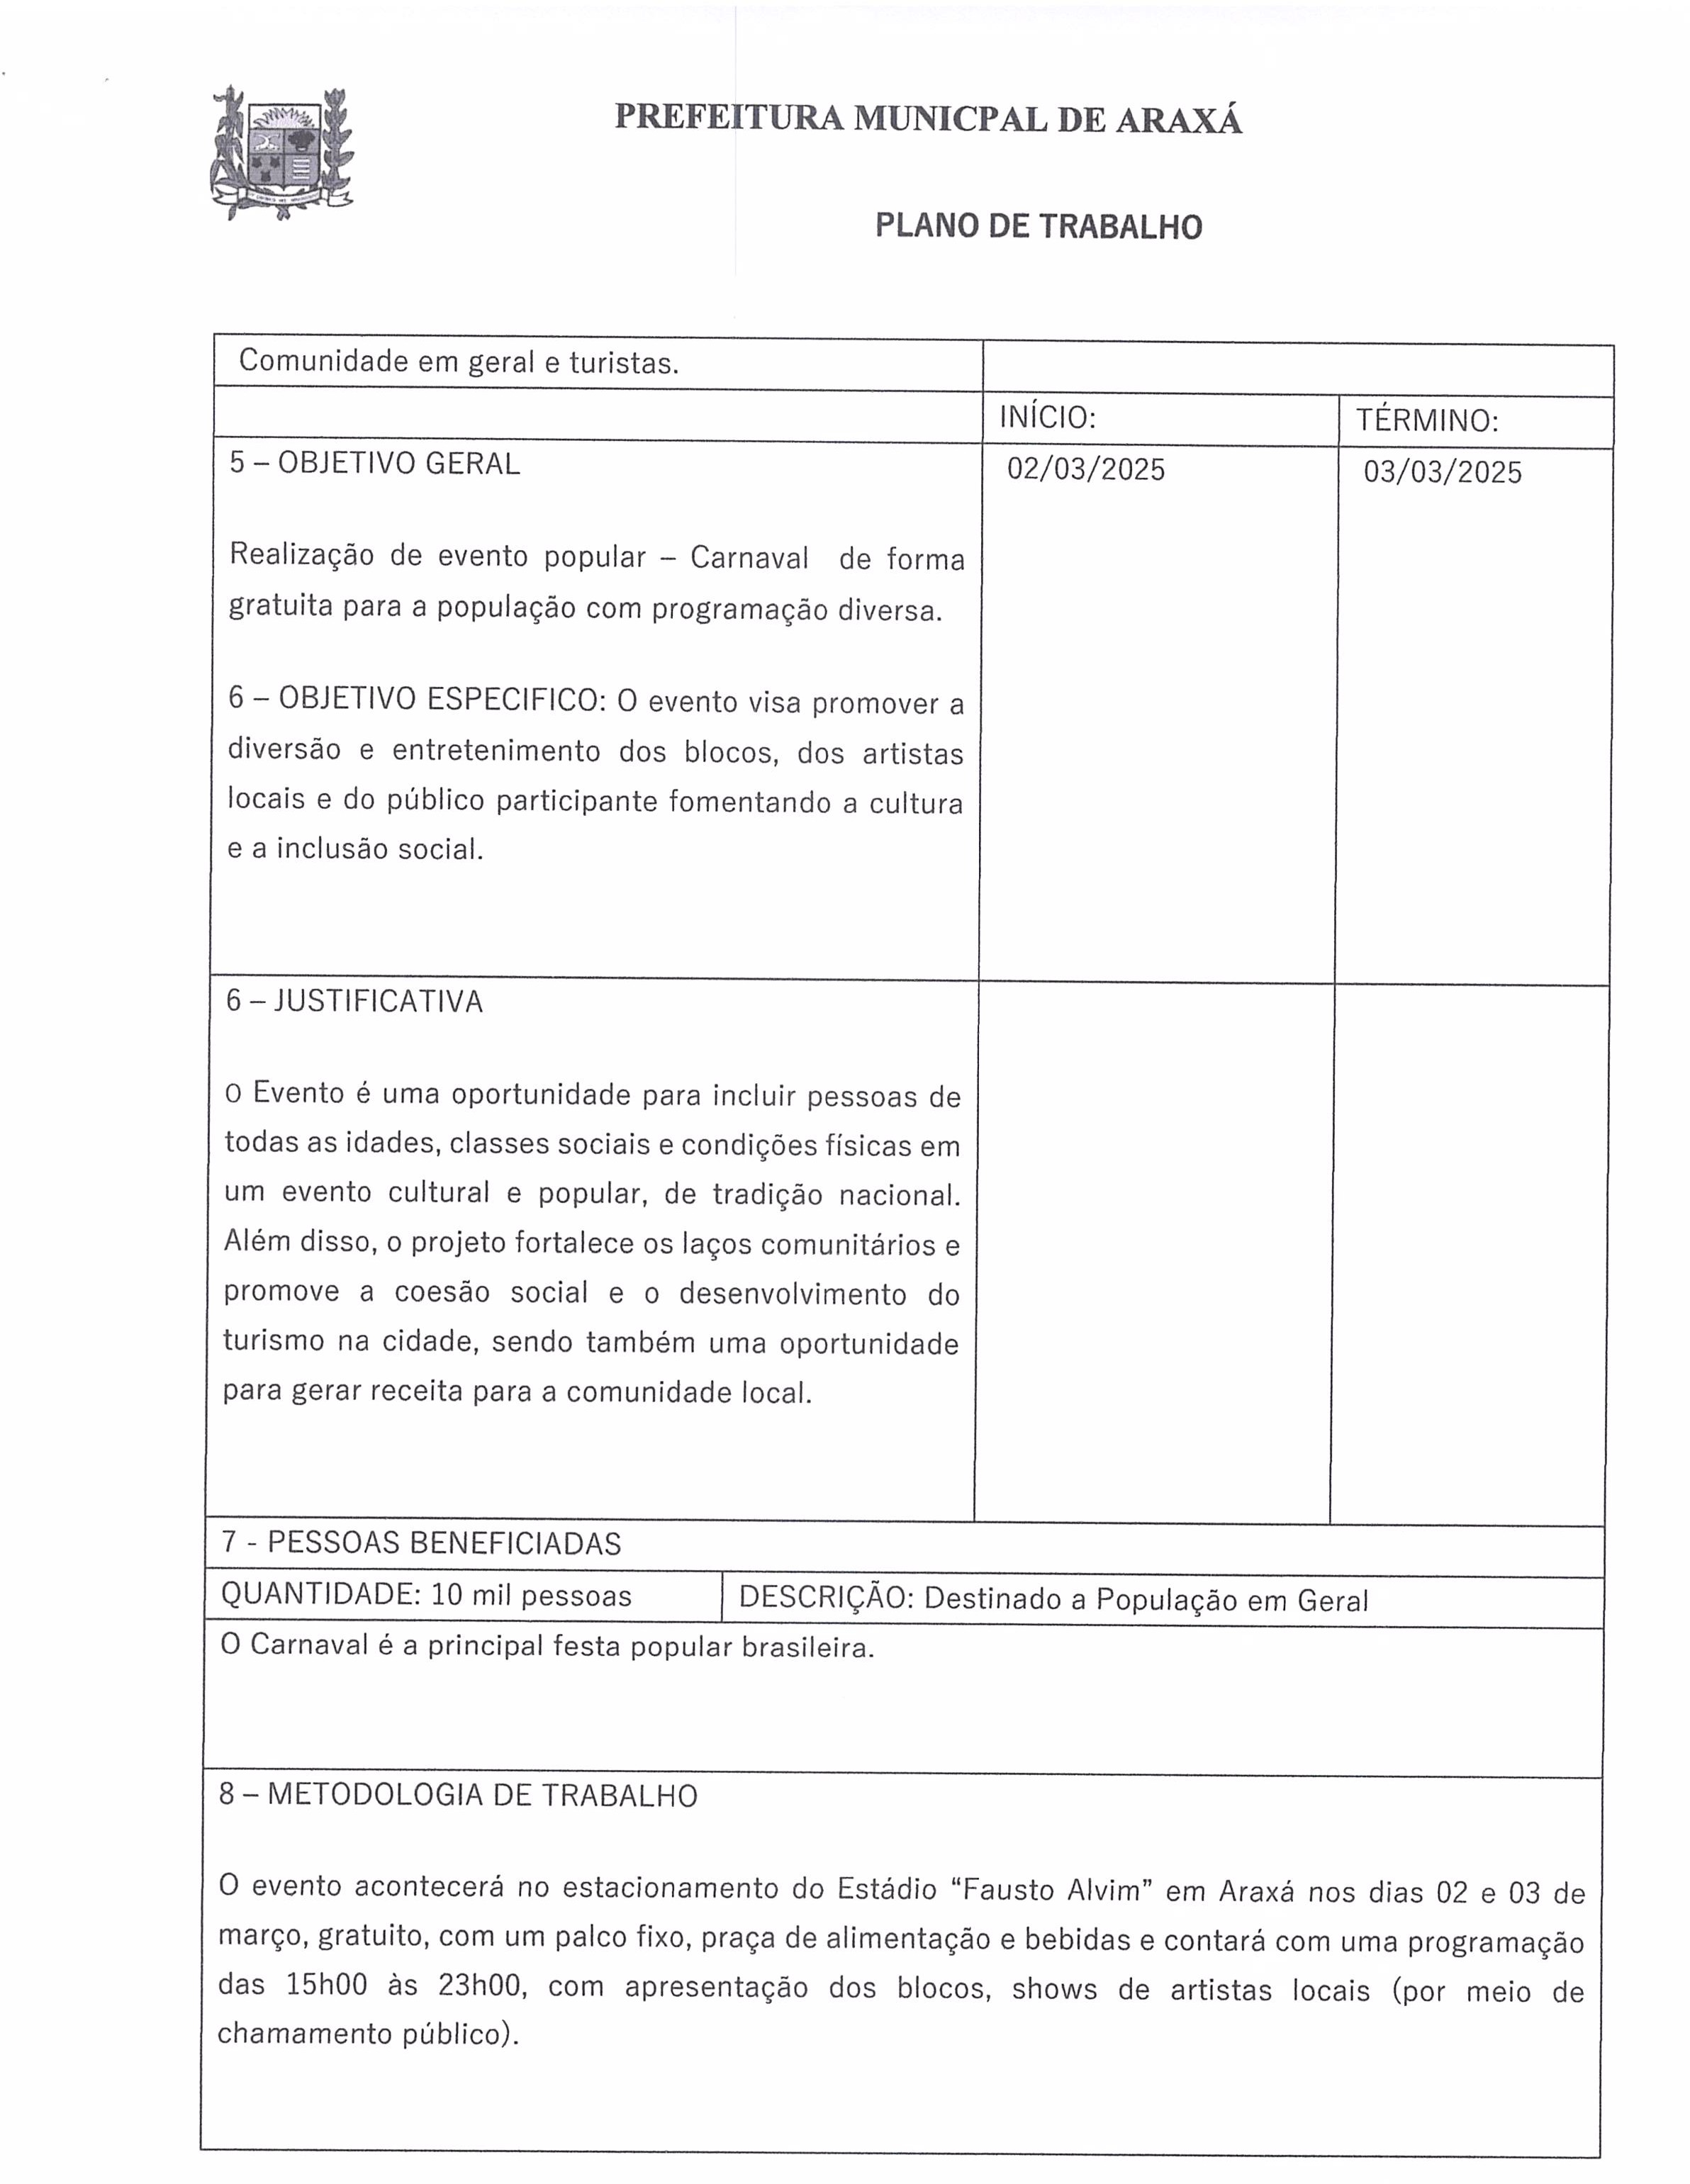 PREFEITURA MUNICPAL DE ARAXÁ
PLANO DE TRABALHO
Comunidade em geral e turistas.
INÍCIO:
TÉRMINO:
5 – OBJETIVO GERAL
02/03/2025
03/03/2025
Realização de evento popular – Carnaval de forma
gratuita para a população com programação diversa.
6 – OBJETIVO ESPECIFICO: O evento visa promover a
diversão e entretenimento dos blocos, dos artistas
locais e do público participante fomentando a cultura
e a inclusão social.
6 – JUSTIFICATIVA
O Evento é uma oportunidade para incluir pessoas de
todas as idades, classes sociais e condições físicas em
um evento cultural e popular, de tradição nacional.
Além disso, o projeto fortalece os laços comunitários e
promove a coesão social e o desenvolvimento do
turismo na cidade, sendo também uma oportunidade
para gerar receita para a comunidade local.
7 - PESSOAS BENEFICIADAS
QUANTIDADE: 10 mil pessoas
DESCRIÇÃO: Destinado a População em Geral
O Carnaval é a principal festa popular brasileira.
8 – METODOLOGIA DE TRABALHO
O evento acontecerá no estacionamento do Estádio “Fausto Alvim” em Araxá nos dias 02 e 03 de
março, gratuito, com um palco fixo, praça de alimentação e bebidas e contará com uma programação
das 15h00 às 23h00, com apresentação dos blocos, shows de artistas locais (por meio de
chamamento público).